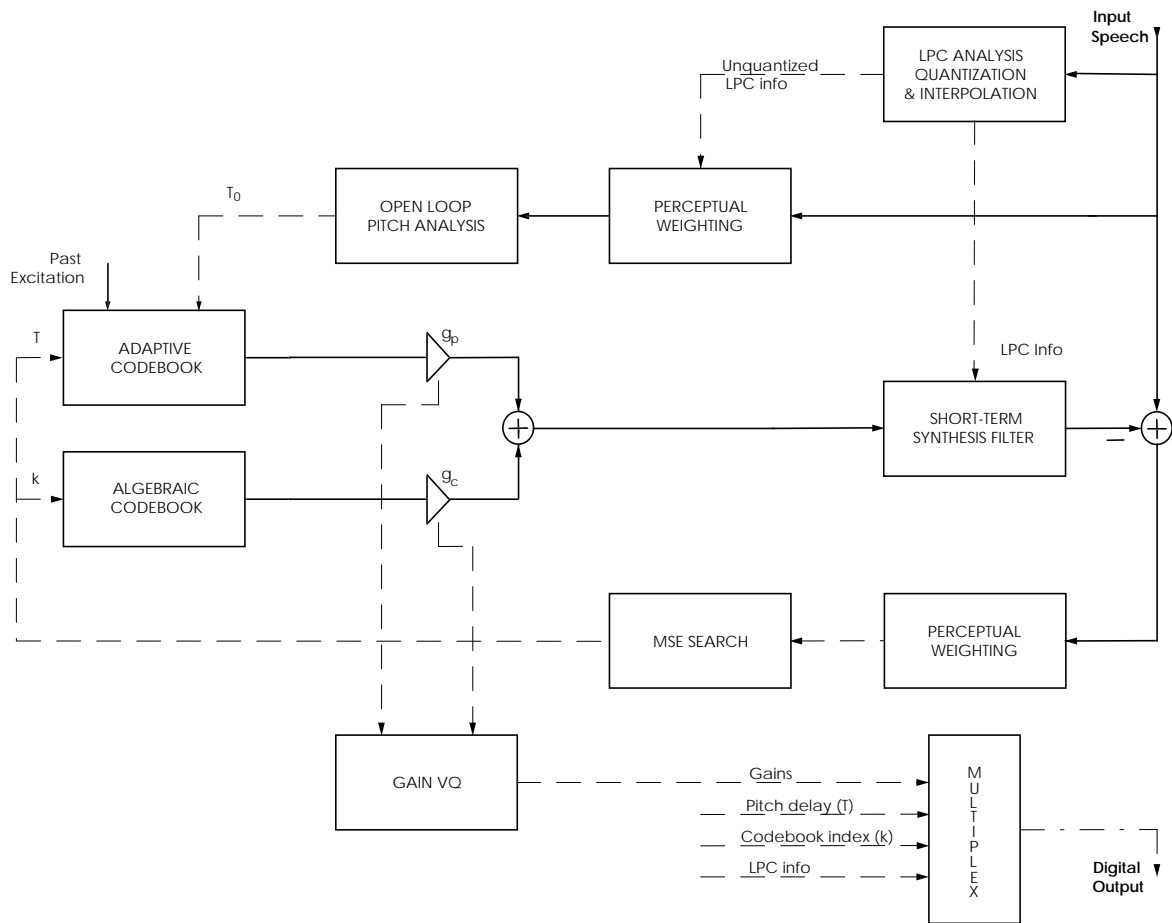 Input
Speech
LPC ANALYSIS
QUANTIZATION
& INTERPOLATION
Unquantized
LPC info
T0
OPEN LOOP
PITCH ANALYSIS
PERCEPTUAL
WEIGHTING
Past
Excitation
T
ADAPTIVE
CODEBOOK
gp
LPC Info
SHORT-TERM
SYNTHESIS FILTER
k
ALGEBRAIC
CODEBOOK
gc
MSE SEARCH
PERCEPTUAL
WEIGHTING
GAIN VQ
Gains
Pitch delay (T)
Codebook index (k)
LPC info
MULTIPLEX
Digital
Output